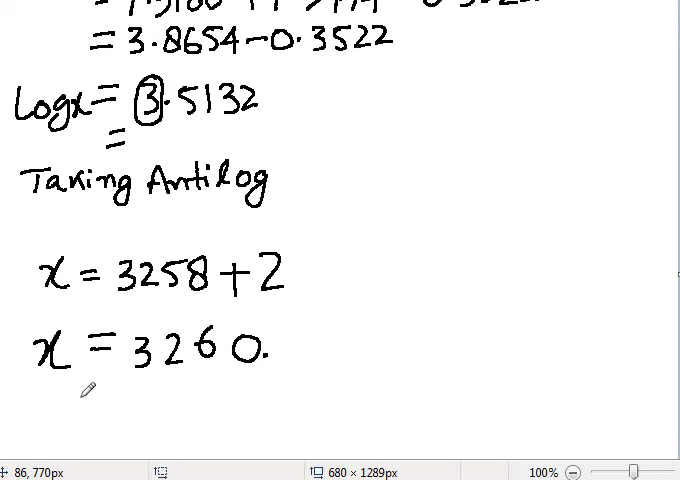 = 3.8654-0.3522
Logx= 3.5132
=
Taking Antilog
x = 3258+2
x = 3260.
86, 770px
680 × 1289px
100%